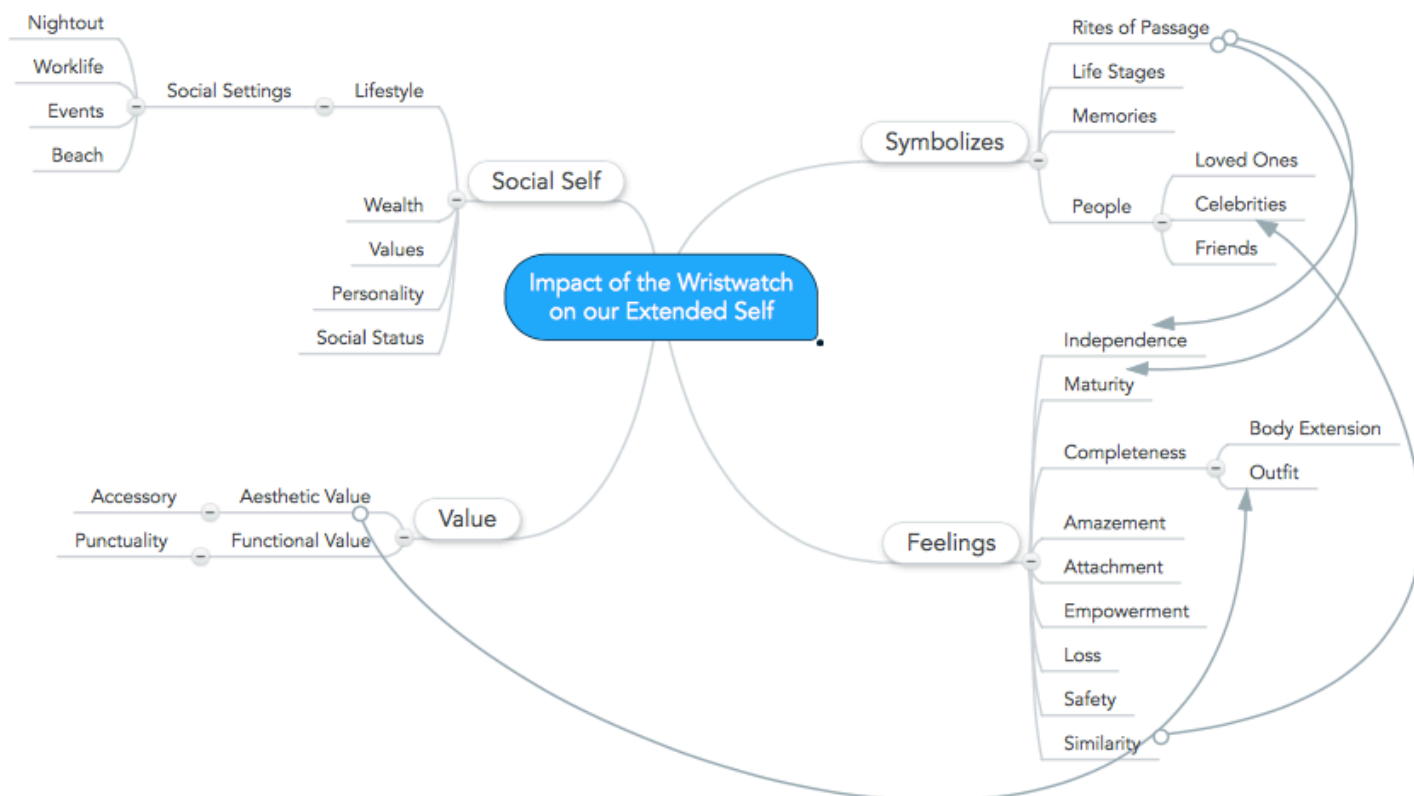 Impact of the Wristwatch
on our Extended Self
Social Self
Lifestyle
Social Settings
Nightout
Worklife
Events
Beach
Wealth
Values
Personality
Social Status
Value
Aesthetic Value
Accessory
Functional Value
Punctuality
Symbolizes
Rites of Passage
Life Stages
Memories
People
Loved Ones
Celebrities
Friends
Feelings
Independence
Maturity
Completeness
Body Extension
Outfit
Amazement
Attachment
Empowerment
Loss
Safety
Similarity